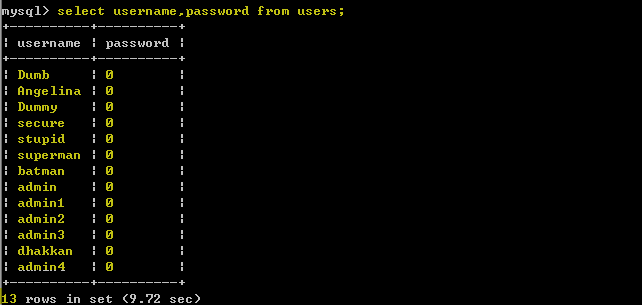 mysql> select username,password from users;
+-----------+----------+
| username | password |
+-----------+----------+
| Dumb | 0 |
| Angelina | 0 |
| Dummy | 0 |
| secure | 0 |
| stupid | 0 |
| superman | 0 |
| batman | 0 |
| admin | 0 |
| admin1 | 0 |
| admin2 | 0 |
| admin3 | 0 |
| dhakkan | 0 |
| admin4 | 0 |
+-----------+----------+
13 rows in set (9.72 sec)